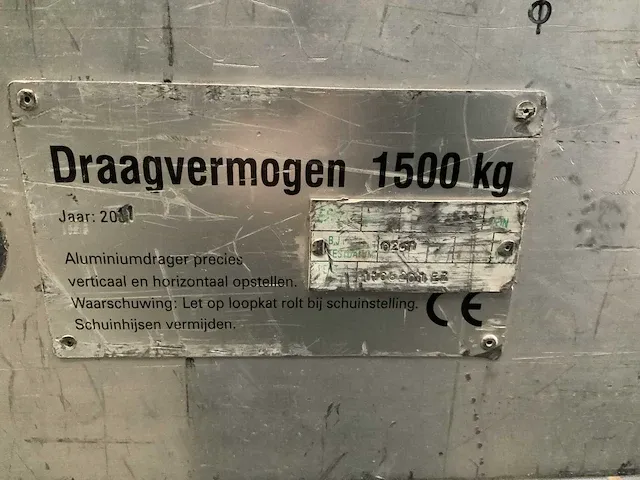 Draagvermogen 1500 kg
Jaar:
Aluminiumdrager precies
verticaal en horizontaal opstellen.
Waarschuwing: Let op loopkat rolt bij schuinstelling.
Schuinhijsen vermijden.
CE